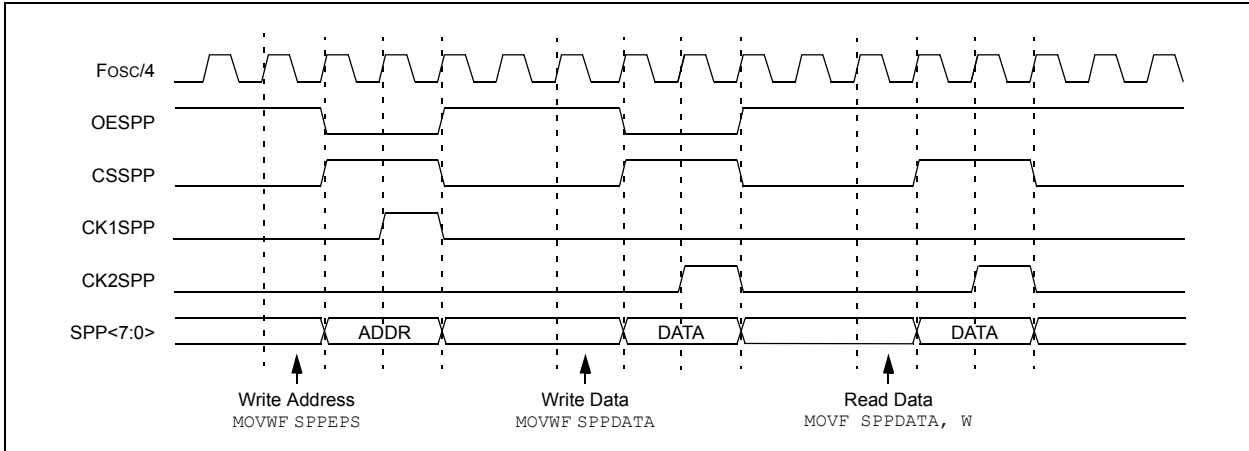 Fosc/4
OESPP
CSSPP
CK1SPP
CK2SPP
SPP<7:0> ADDR DATA DATA
Write Address Write Data Read Data
MOVWF SPPEPS MOVWF SPPDATA MOVF SPPDATA, W